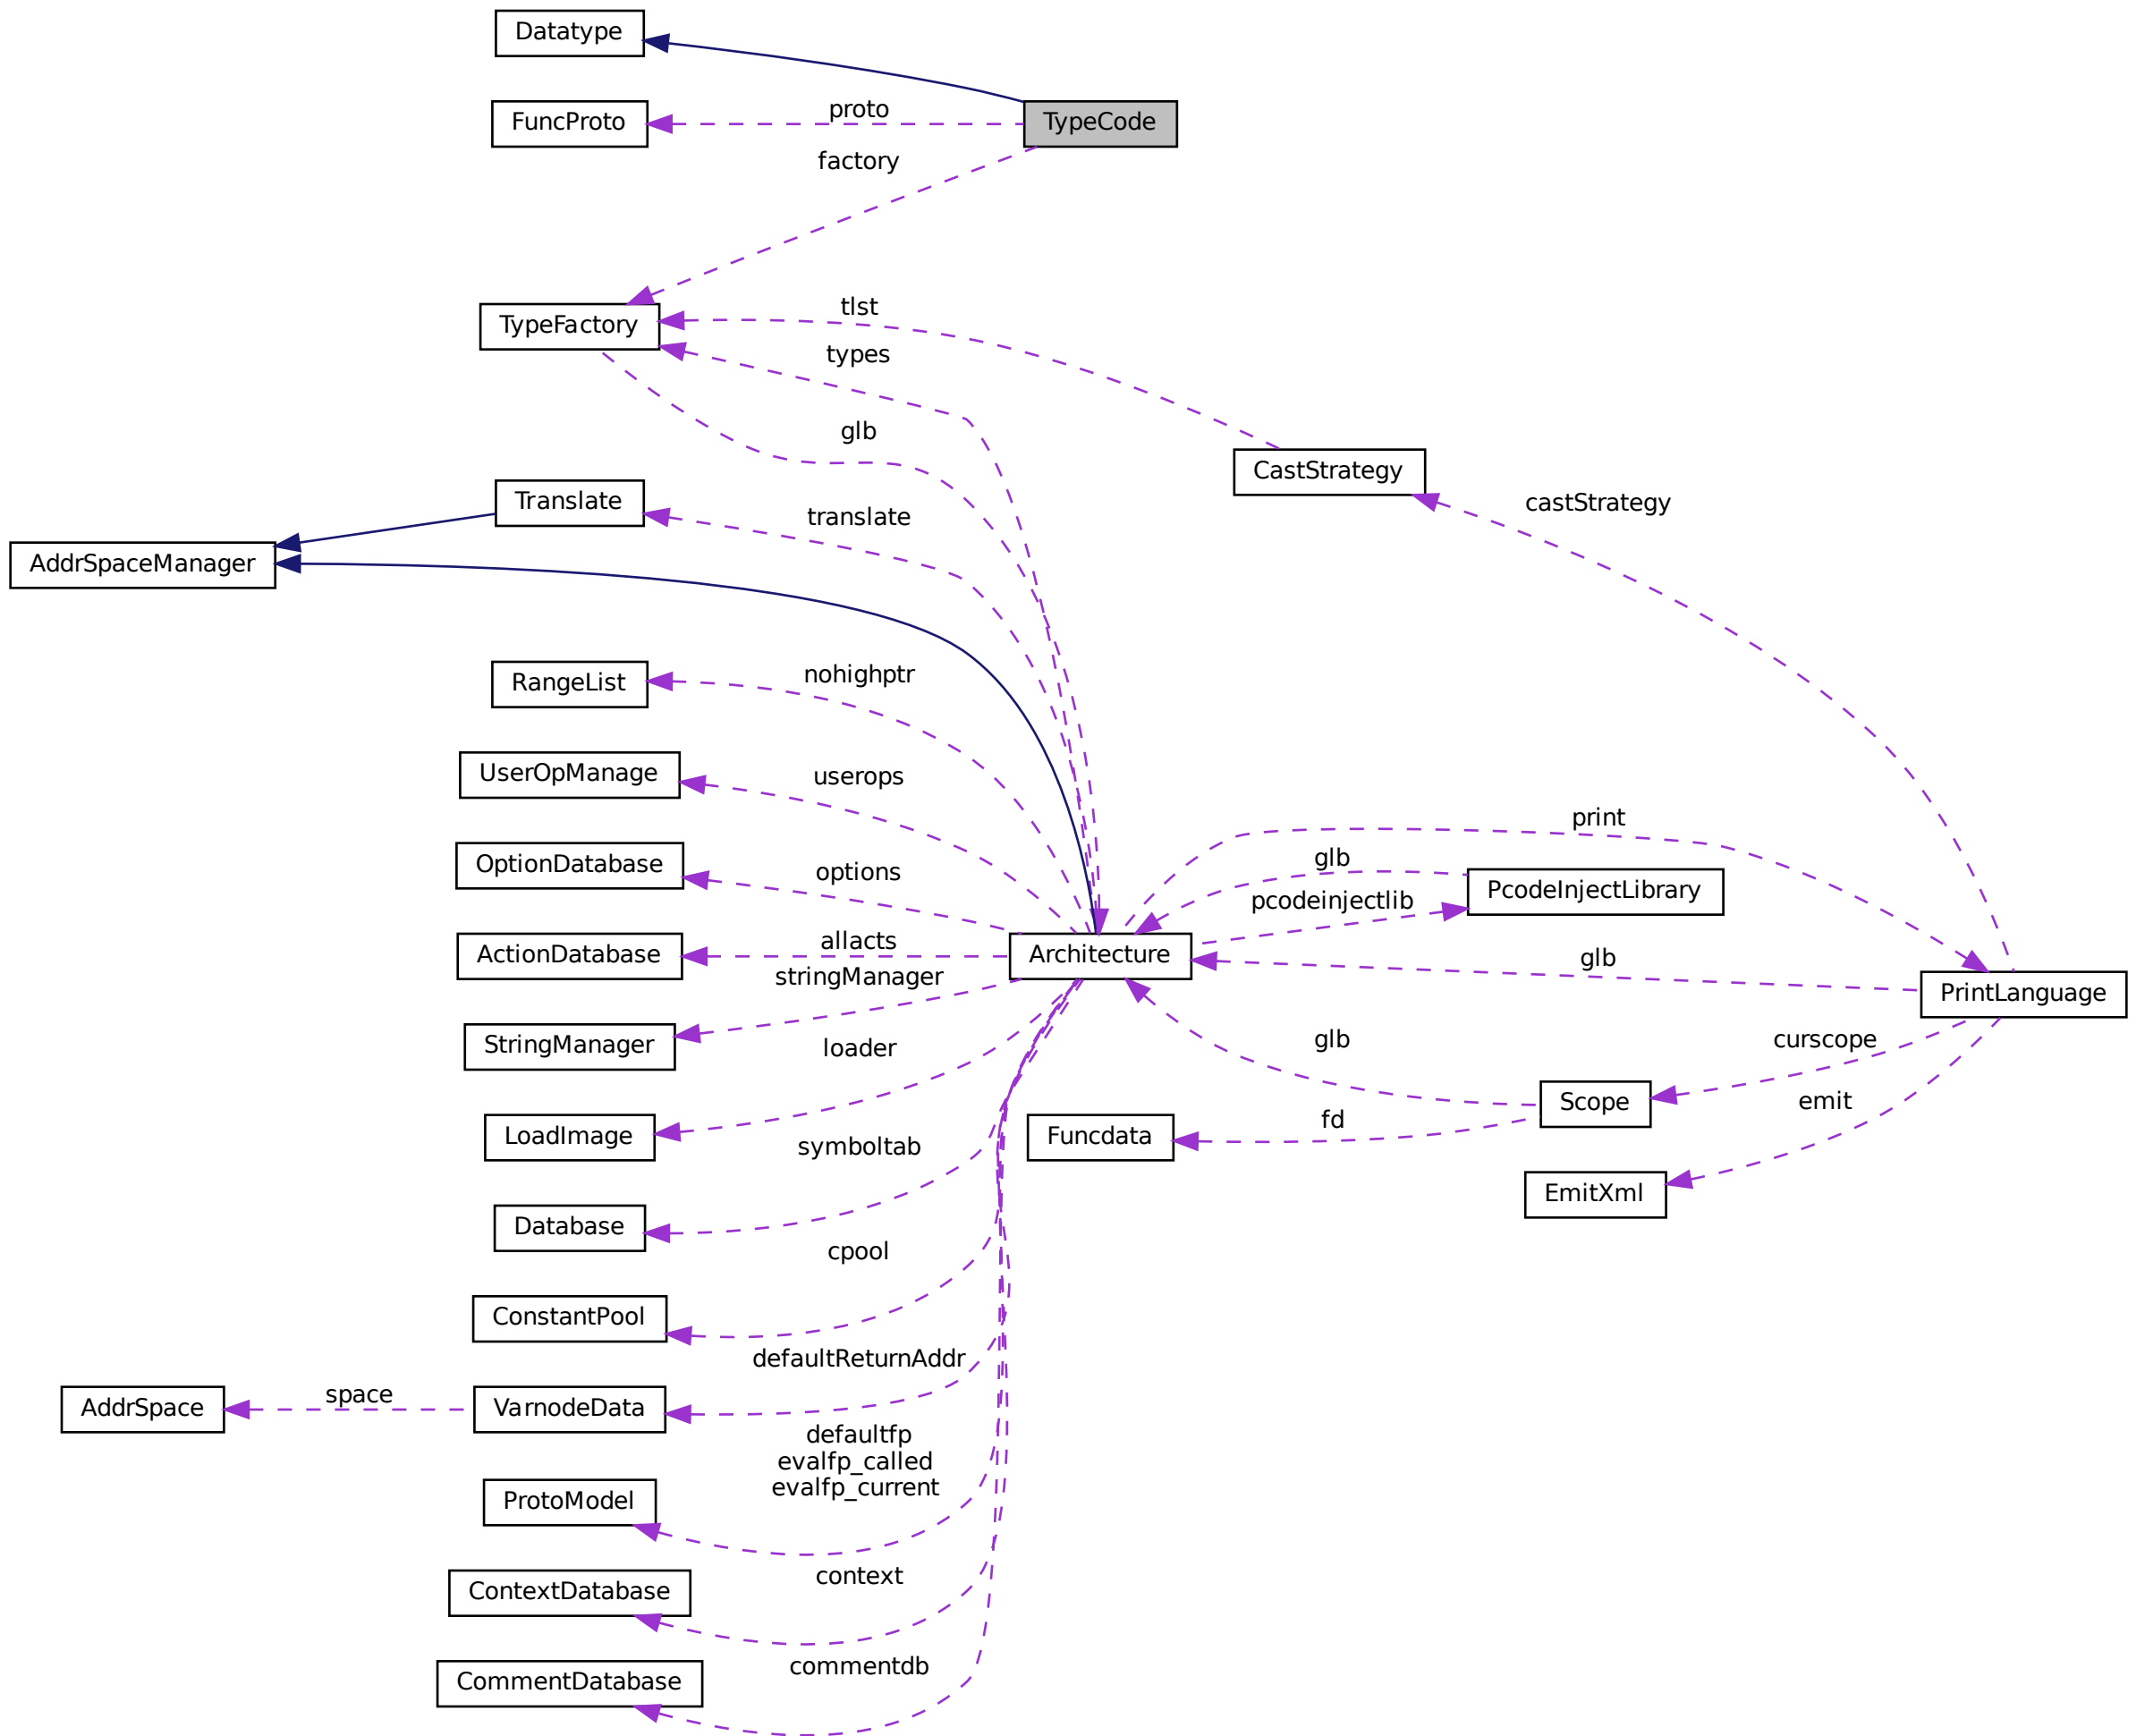 Datatype
FuncProto
proto
TypeCode
factory
TypeFactory
tlst
types
glb
CastStrategy
castStrategy
Translate
translate
AddrSpaceManager
RangeList
nohighptr
UserOpManage
userops
OptionDatabase
options
print
glb
PcodeInjectLibrary
pcodeinjectlib
ActionDatabase
allacts
Architecture
glb
stringManager
PrintLanguage
StringManager
loader
glb
curscope
Scope
emit
LoadImage
symboltab
Funcdata
fd
EmitXml
Database
cpool
ConstantPool
defaultReturnAddr
AddrSpace
space
VarnodeData
defaultfp
evalfp_called
evalfp_current
ProtoModel
context
ContextDatabase
commentdb
CommentDatabase